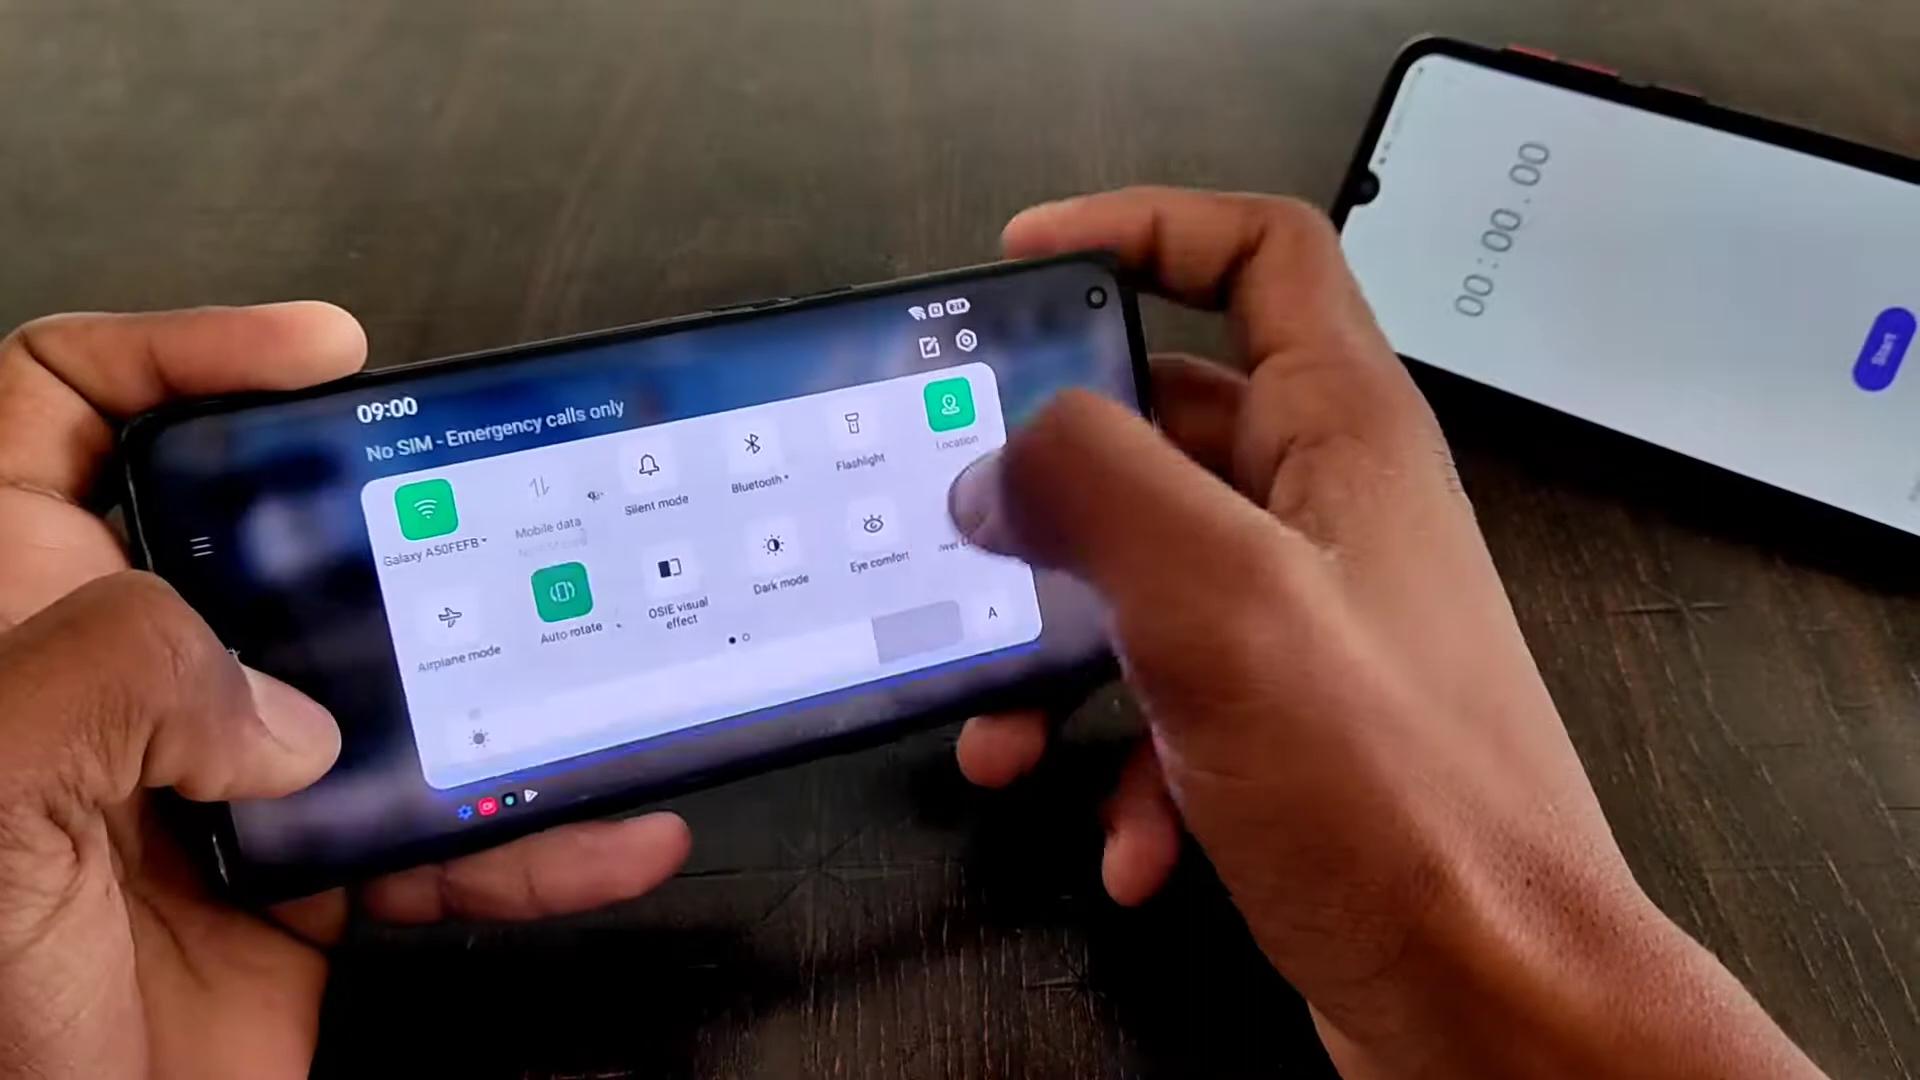 09:00
No SIM - Emergency calls only
Galaxy A50FEFB
Mobile data
Silent mode
Bluetooth
Flashlight
Location
Airplane mode
Auto rotate
OSIE visual
effect
Dark mode
Eye comfort
A
00:00.00
Start